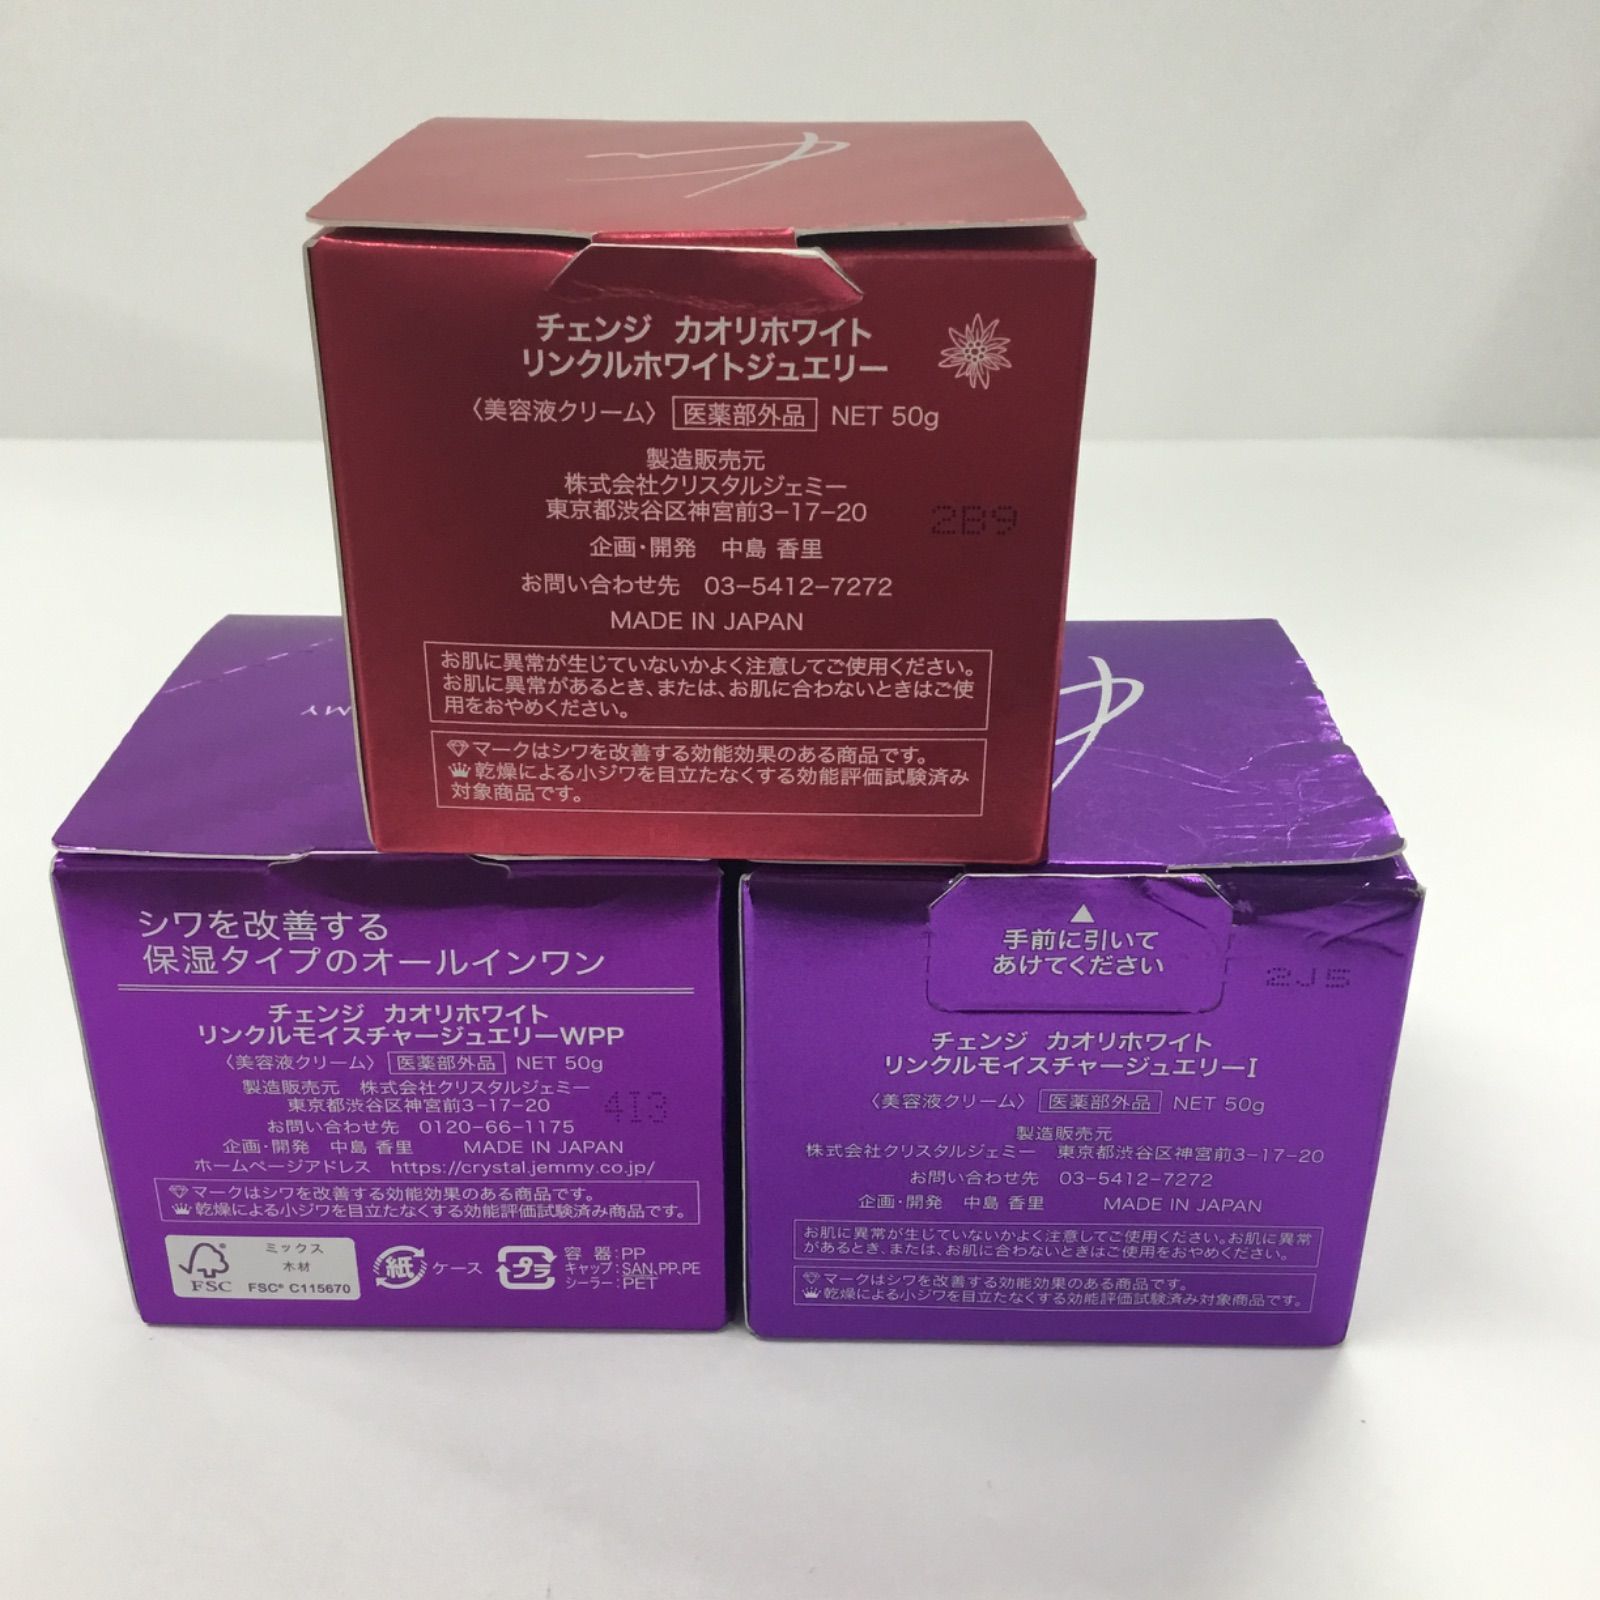 チェンジ カオリホワイト
リンクルホワイトジュエリー
〈美容液クリーム〉 医薬部外品 NET 50g
製造販売元
株式会社クリスタルジェミー
東京都渋谷区神宮前3-17-20
2B9
企画・開発 中島 香里
お問い合わせ先 03-5412-7272
MADE IN JAPAN
お肌に異常が生じていないかよく注意してご使用ください。
お肌に異常があるとき、または、お肌に合わないときはご使
用をおやめください。
マークはシワを改善する効能効果のある商品です。
乾燥による小ジワを目立たなくする効能評価試験済み
対象商品です。
MY
シワを改善する
保湿タイプのオールインワン
チェンジ カオリホワイト
リンクルモイスチャージュエリーWPP
〈美容液クリーム〉 医薬部外品 NET 50g
製造販売元 株式会社クリスタルジェミー
東京都渋谷区神宮前3-17-20
4I3
お問い合わせ先 0120-66-1175
企画・開発 中島 香里 MADE IN JAPAN
ホームページアドレス https://crystal.jemmy.co.jp/
マークはシワを改善する効能効果のある商品です。
乾燥による小ジワを目立たなくする効能評価試験済み商品です。
FSC
ミックス
木材
FSC® C115670
紙 ケース
プラ
容 器:PP
キャップ:SAN、PP、PE
シーラー:PET
手前に引いて
あけてください
2J5
チェンジ カオリホワイト
リンクルモイスチャージュエリーI
〈美容液クリーム〉 医薬部外品 NET 50g
製造販売元
株式会社クリスタルジェミー 東京都渋谷区神宮前3-17-20
お問い合わせ先 03-5412-7272
企画・開発 中島 香里 MADE IN JAPAN
お肌に異常が生じていないかよく注意してご使用ください。お肌に異常
があるとき、または、お肌に合わないときはご使用をおやめください。
マークはシワを改善する効能効果のある商品です。
乾燥による小ジワを目立たなくする効能評価試験済み対象商品です。